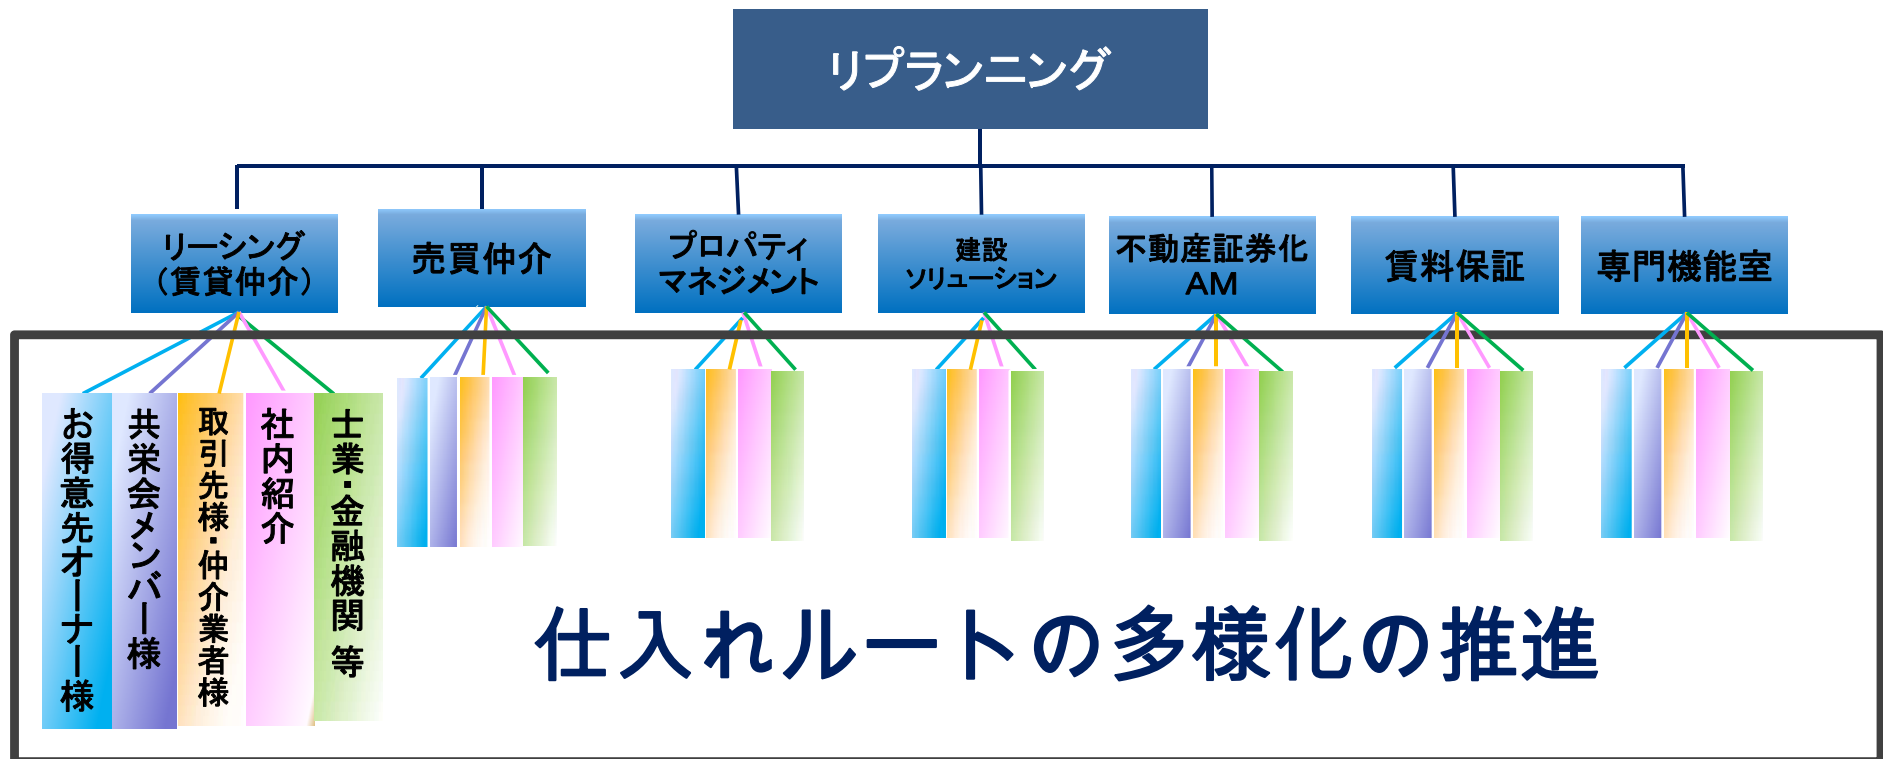 リプランニング
リーシング
（賃貸仲介）
売買仲介
プロパティ
マネジメント
建設
ソリューション
不動産証券化
ＡＭ
賃料保証
専門機能室
お得意先オーナー様
共栄会メンバー様
取引先様・仲介業者様
社内紹介
士業・金融機関 等
仕入れルートの多様化の推進